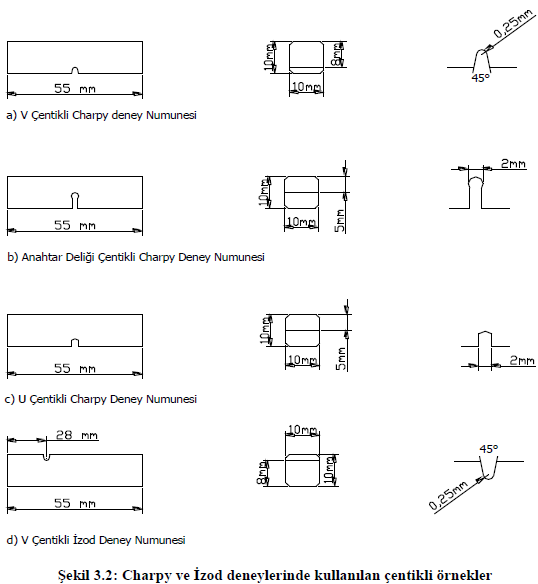 0,25mm
10mm
8mm
10mm
45°
55 mm
a) V Çentikli Charpy deney Numunesi
2mm
10mm
10mm
5mm
55 mm
b) Anahtar Deliği Çentikli Charpy Deney Numunesi
10mm
10mm
5mm
2mm
55 mm
c) U Çentikli Charpy Deney Numunesi
28 mm
10mm
45°
8mm
10mm
0,25mm
55 mm
d) V Çentikli İzod Deney Numunesi
Şekil 3.2: Charpy ve İzod deneylerinde kullanılan çentikli örnekler